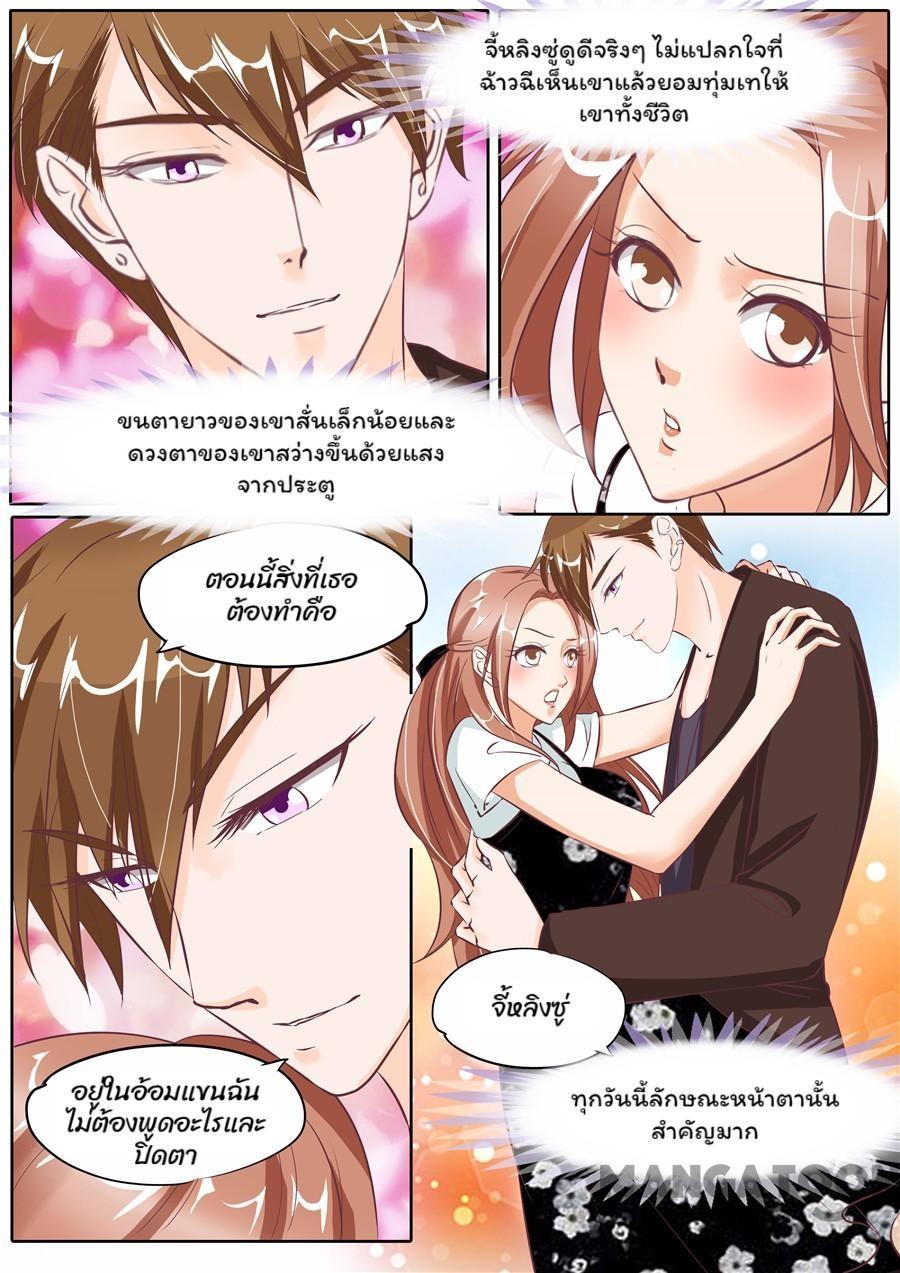 จี้หลิงซู่ดูดีจริงๆ ไม่แปลกใจที่
ฉ้าวฉีเห็นเขาแล้วยอมทุ่มเทให้
เขาทั้งชีวิต
ขนตายาวของเขาสั่นเล็กน้อยและ
ดวงตาของเขาสว่างขึ้นด้วยแสง
จากประตู
ตอนนี้สิ่งที่เธอ
ต้องทำคือ
อยู่ในอ้อมแขนฉัน
ไม่ต้องพูดอะไรและ
ปิดตา
จี้หลิงซู่
ทุกวันนี้ลักษณะหน้าตานั้น
สำคัญมาก
MANGATOON